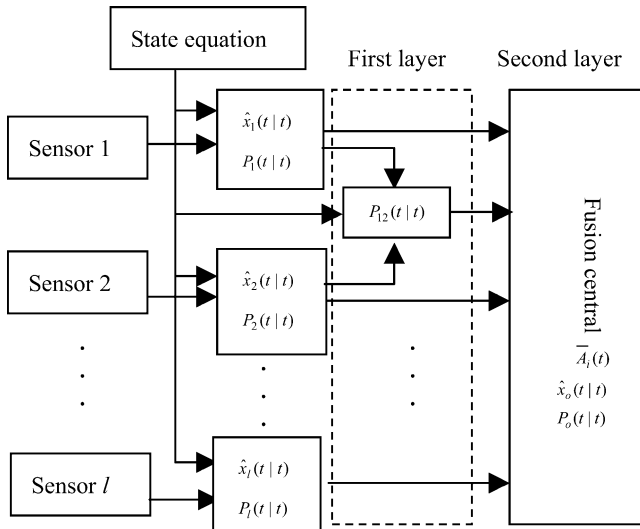 State equation
First layer
Second layer
Sensor 1
x̂₁(t | t)
P₁(t | t)
P₁₂(t | t)
Sensor 2
x̂₂(t | t)
P₂(t | t)
Fusion central
A̅ᵢ(t)
x̂ₒ(t | t)
Pₒ(t | t)
Sensor l
x̂ₗ(t | t)
Pₗ(t | t)